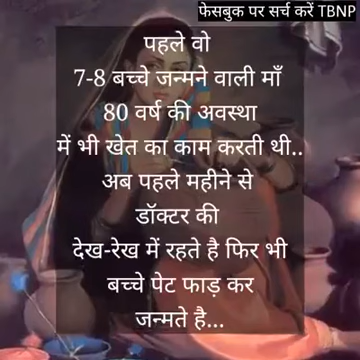 फेसबुक पर सर्च करें TBNP
पहले वो
7-8 बच्चे जन्मने वाली माँ
80 वर्ष की अवस्था
में भी खेत का काम करती थी..
अब पहले महीने से
डॉक्टर की
देख-रेख में रहते है फिर भी
बच्चे पेट फाड़ कर
जन्मते है...